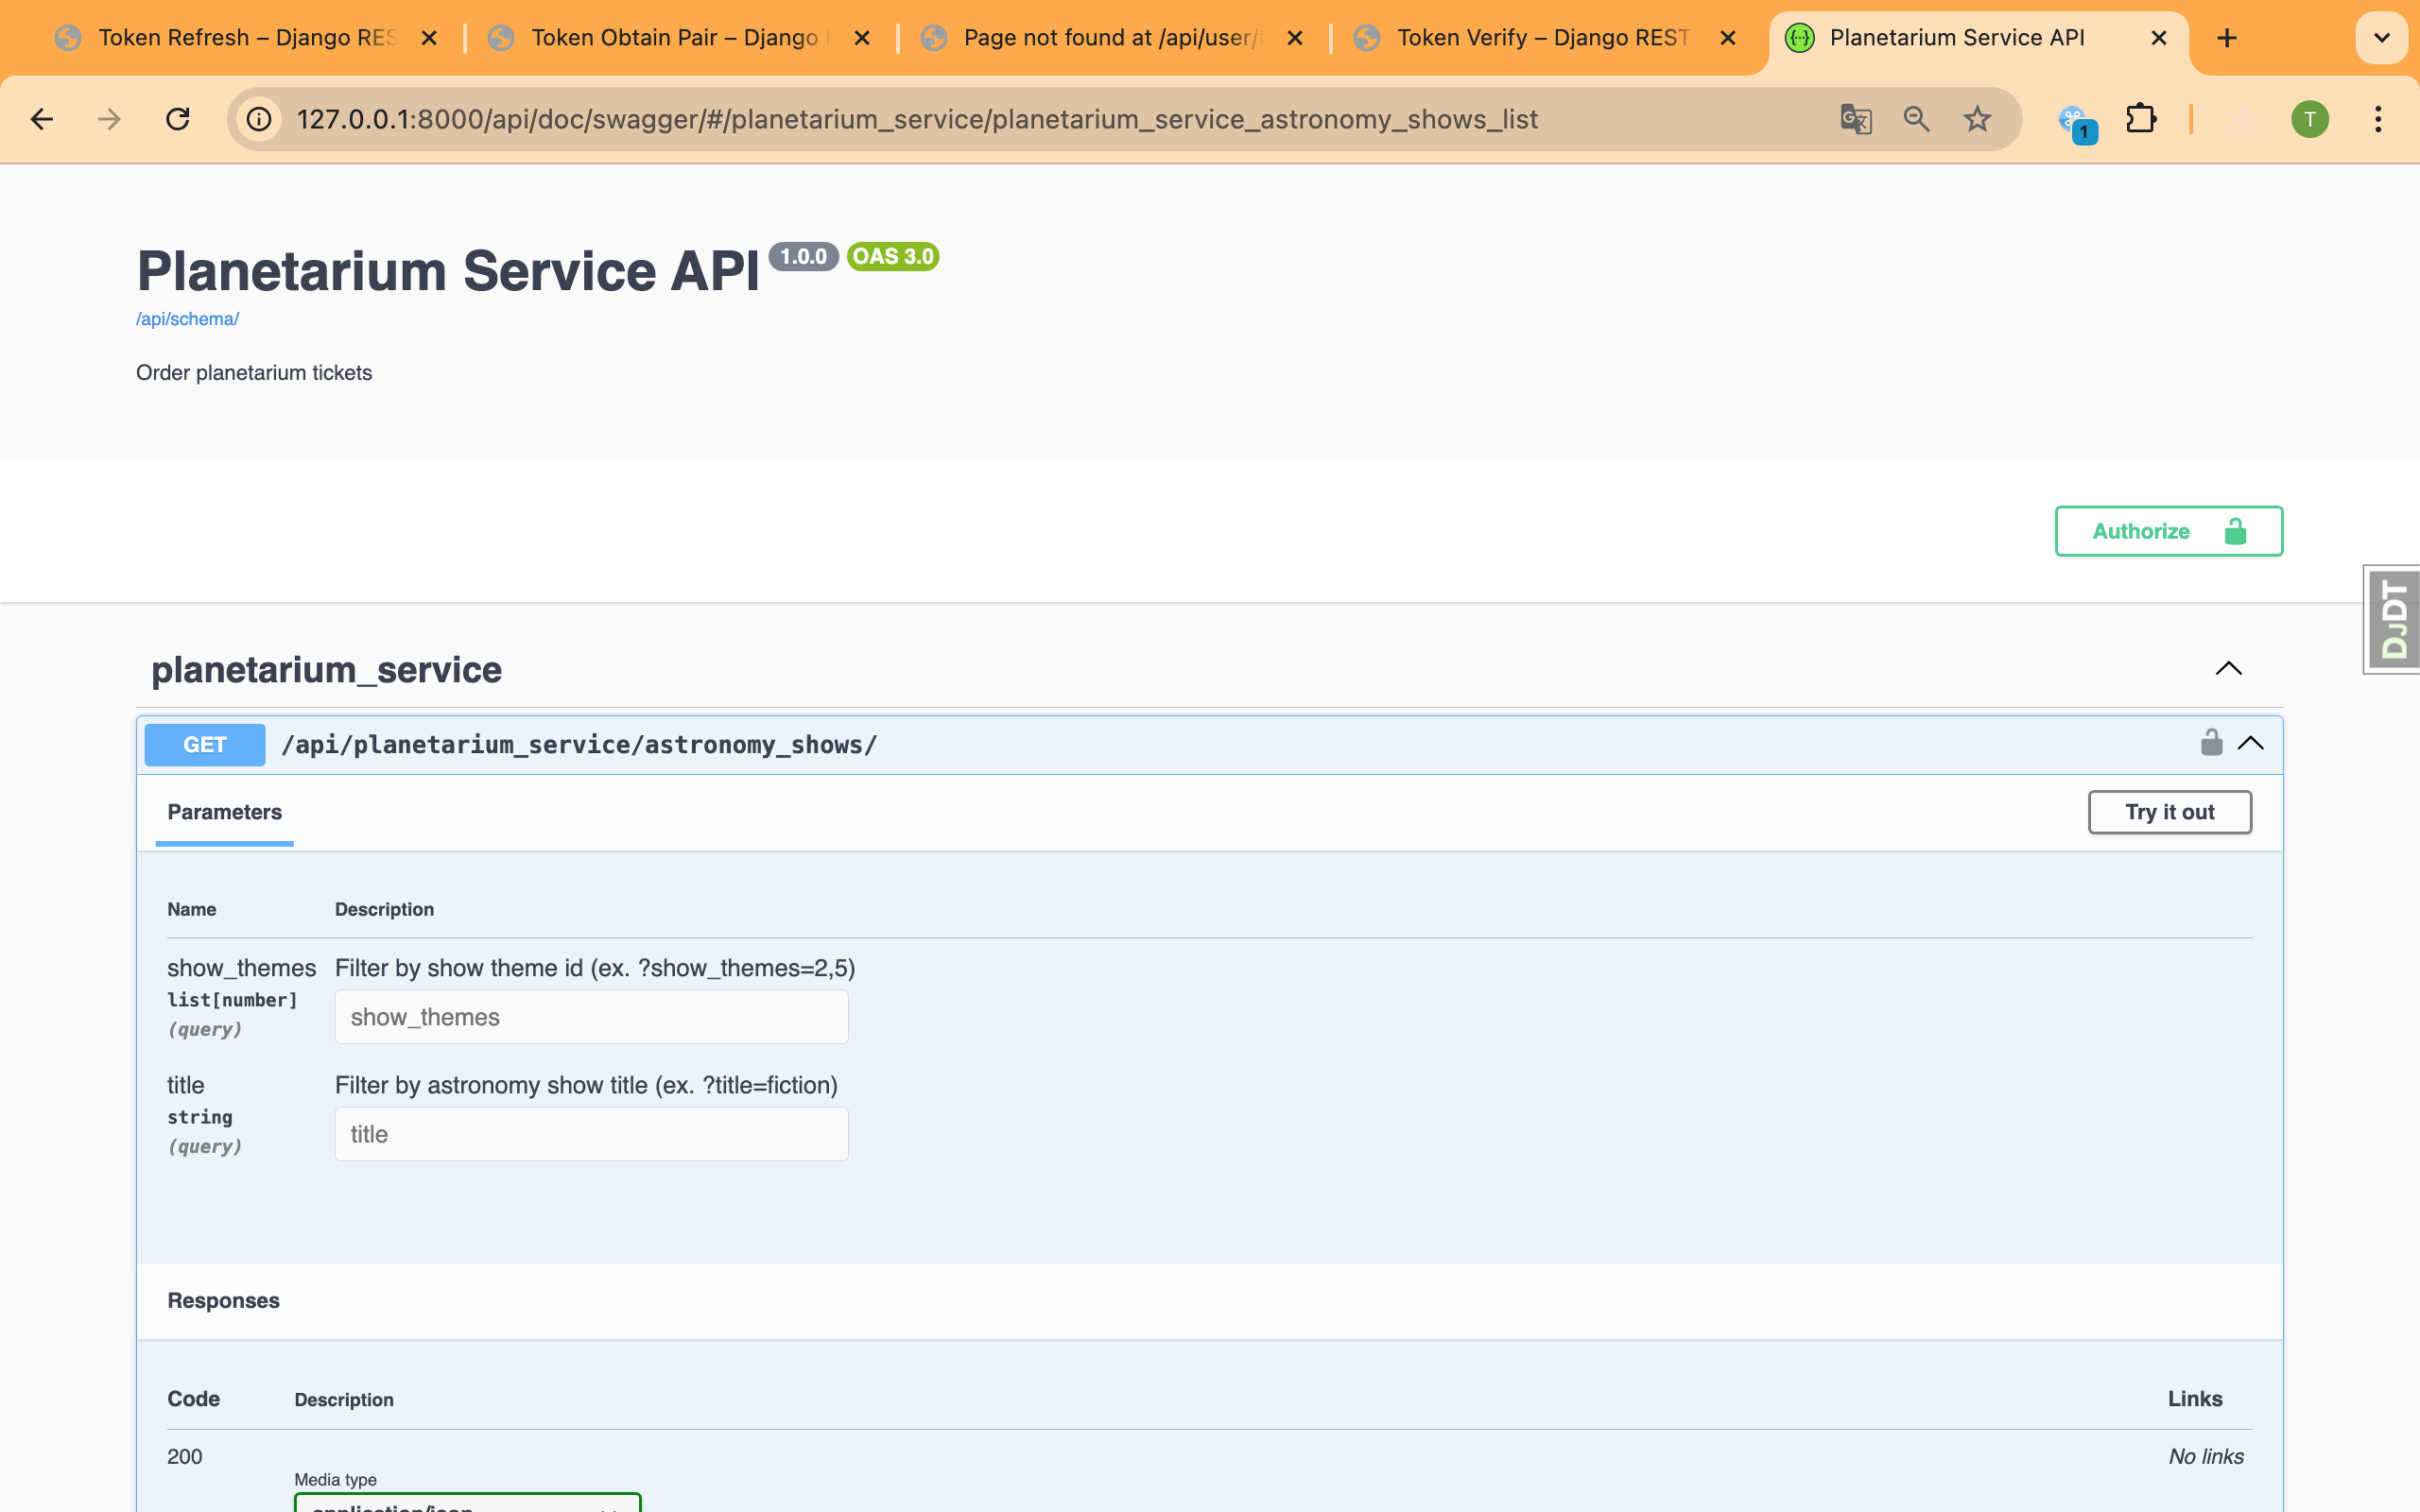 Token Refresh – Django RES
Token Obtain Pair – Django
Page not found at /api/user/
Token Verify – Django REST
Planetarium Service API
127.0.0.1:8000/api/doc/swagger/#/planetarium_service/planetarium_service_astronomy_shows_list
1
T
Planetarium Service API 1.0.0 OAS 3.0
/api/schema/
Order planetarium tickets
Authorize
DJDT
planetarium_service
GET /api/planetarium_service/astronomy_shows/
Parameters
Try it out
Name Description
show_themes Filter by show theme id (ex. ?show_themes=2,5)
list[number]
(query)
show_themes
title Filter by astronomy show title (ex. ?title=fiction)
string
(query)
title
Responses
Code Description Links
200 No links
Media type
application/json